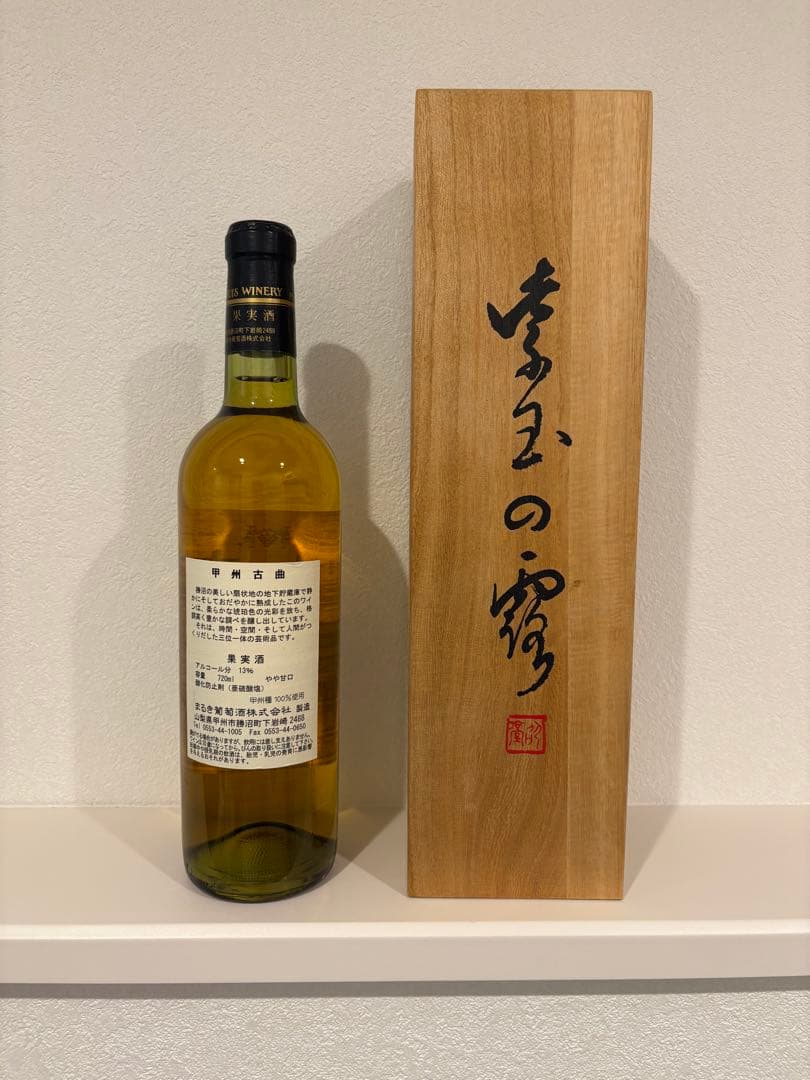 WINERY
果実酒
甲州古曲
勝沼の美しい扇状地の地下貯蔵庫で静
かにそしておだやかに熟成したこのワイ
ンは、柔らかな琥珀色の光彩を放ち、格
調高く豊かな調べを醸し出しています。
それは、時間・空間・そして人間がつ
くりだした三位一体の芸術品です。
果実酒
アルコール分 13%
容量 720ml やや甘口
酸化防止剤（亜硫酸塩）
甲州種100%使用
まるき葡萄酒株式会社 製造
山梨県甲州市勝沼町下岩崎2488
Tel 0553-44-1005 Fax 0553-44-0650
紫玉の露